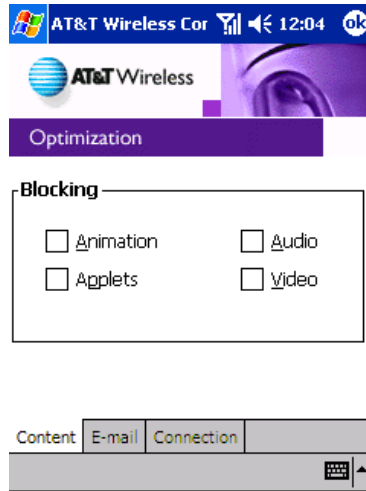 AT&T Wireless Cor 12:04 ok
AT&T Wireless
Optimization
Blocking
Animation Audio
Applets Video
Content E-mail Connection